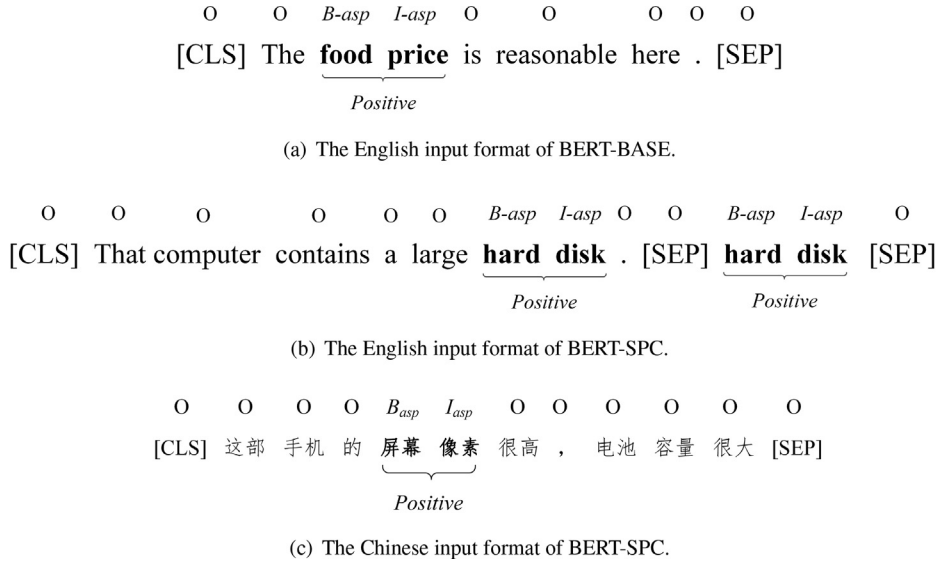 O O B-asp I-asp O O O O O
[CLS] The food price is reasonable here . [SEP]
Positive
(a) The English input format of BERT-BASE.
O O O O O O B-asp I-asp O O B-asp I-asp O
[CLS] That computer contains a large hard disk . [SEP] hard disk [SEP]
Positive Positive
(b) The English input format of BERT-SPC.
O O O O Basp Iasp O O O O O O
[CLS] 这部 手机 的 屏幕 像素 很高 ， 电池 容量 很大 [SEP]
Positive
(c) The Chinese input format of BERT-SPC.